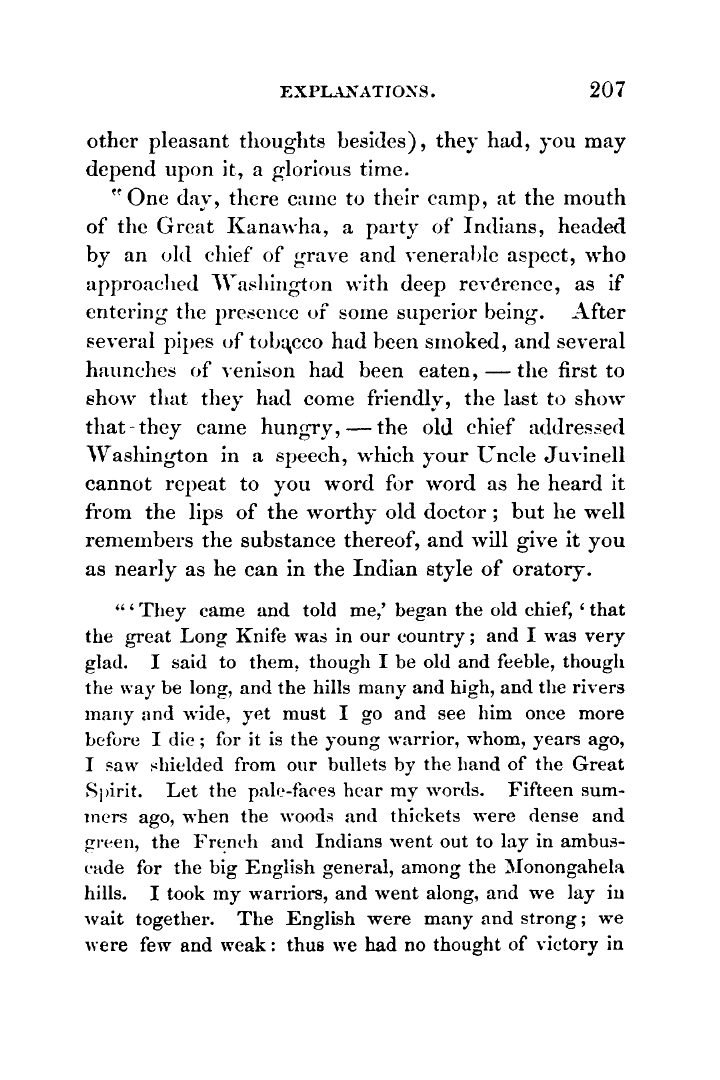 EXPLANATIONS. 207
other pleasant thoughts besides), they had, you may
depend upon it, a glorious time.
"One day, there came to their camp, at the mouth
of the Great Kanawha, a party of Indians, headed
by an old chief of grave and venerable aspect, who
approached Washington with deep reverence, as if
entering the presence of some superior being. After
several pipes of tobacco had been smoked, and several
haunches of venison had been eaten, — the first to
show that they had come friendly, the last to show
that they came hungry, — the old chief addressed
Washington in a speech, which your Uncle Juvinell
cannot repeat to you word for word as he heard it
from the lips of the worthy old doctor; but he well
remembers the substance thereof, and will give it you
as nearly as he can in the Indian style of oratory.
"'They came and told me,' began the old chief, 'that
the great Long Knife was in our country; and I was very
glad. I said to them, though I be old and feeble, though
the way be long, and the hills many and high, and the rivers
many and wide, yet must I go and see him once more
before I die; for it is the young warrior, whom, years ago,
I saw shielded from our bullets by the hand of the Great
Spirit. Let the pale-faces hear my words. Fifteen sum-
mers ago, when the woods and thickets were dense and
green, the French and Indians went out to lay in ambus-
cade for the big English general, among the Monongahela
hills. I took my warriors, and went along, and we lay in
wait together. The English were many and strong; we
were few and weak: thus we had no thought of victory in